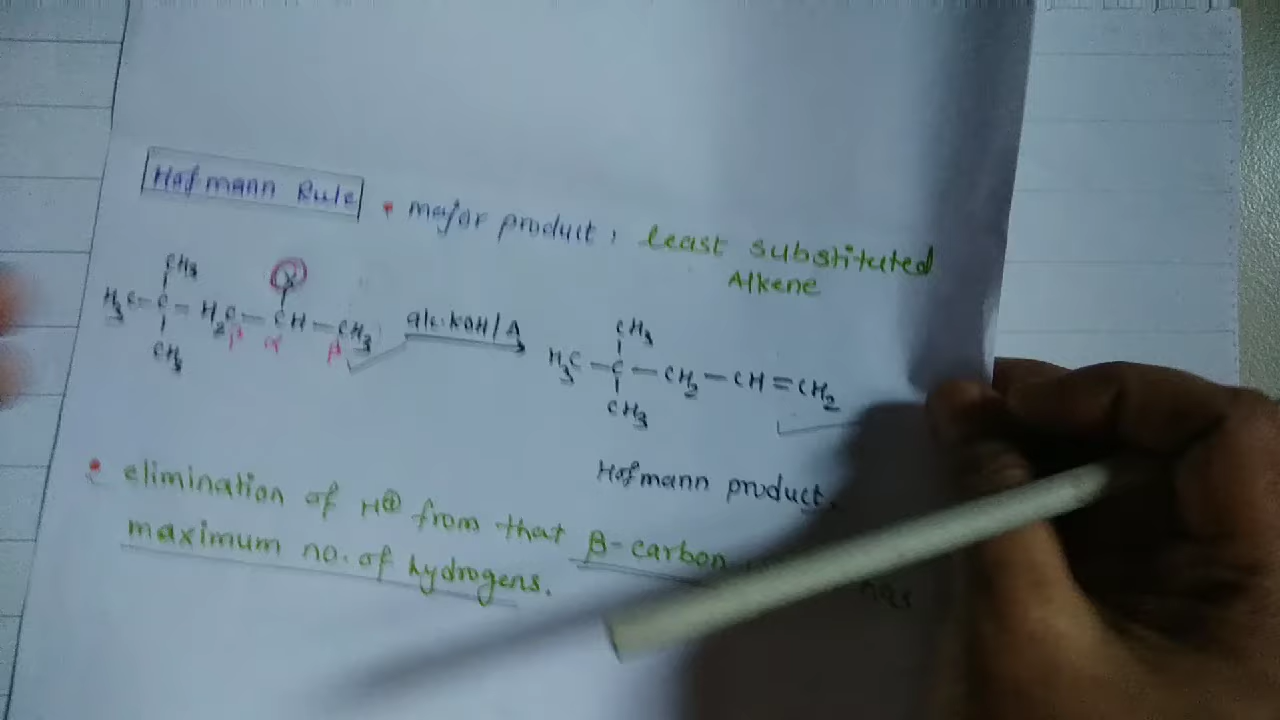 Hofmann Rule
• major product, Least substituted
Alkene
CH3 X
H3C-C-H2C-CH-CH3 alc.KOH/Δ
β α β
CH3
CH3
H3C-C-CH2-CH=CH2
CH3
Hofmann product.
• elimination of H⊕ from that β-carbon has
maximum no. of hydrogens.